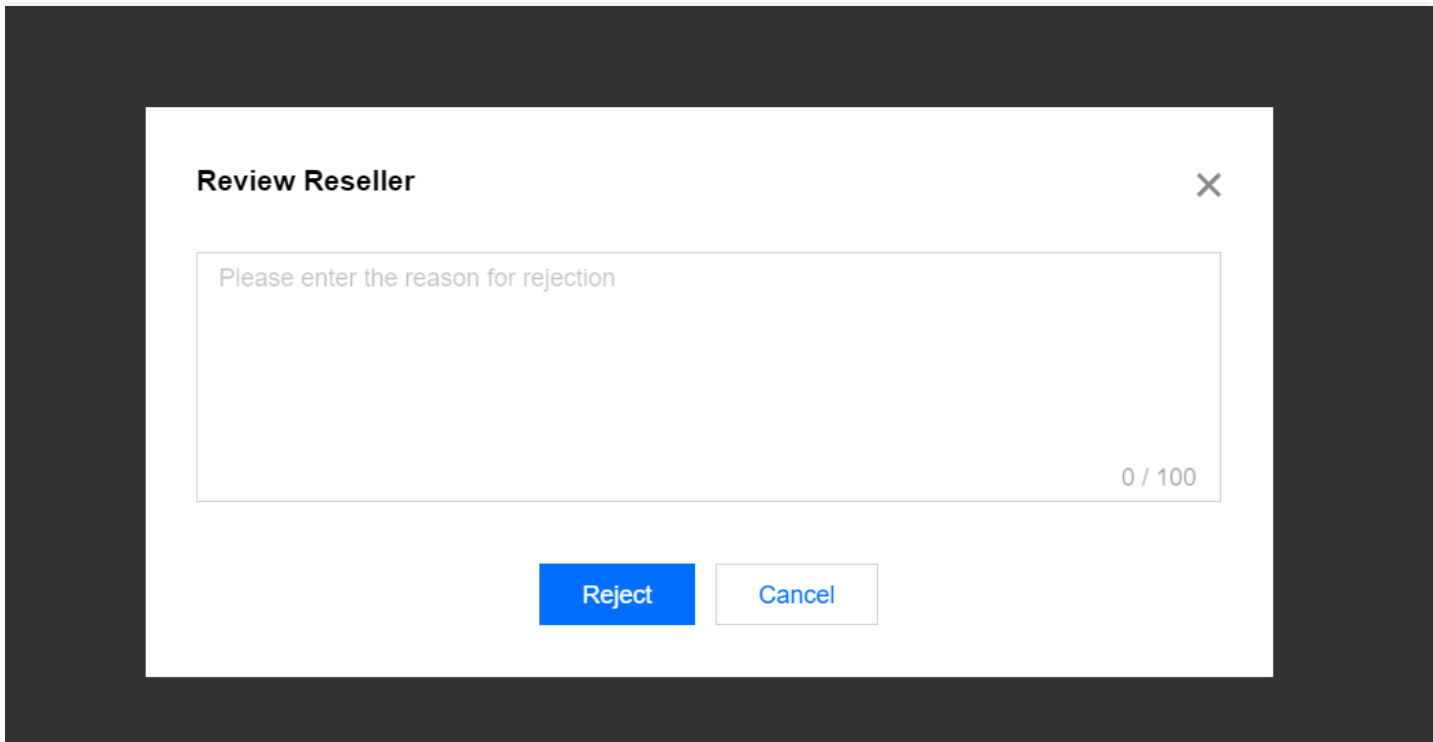 Review Reseller
Please enter the reason for rejection
0 / 100
Reject
Cancel